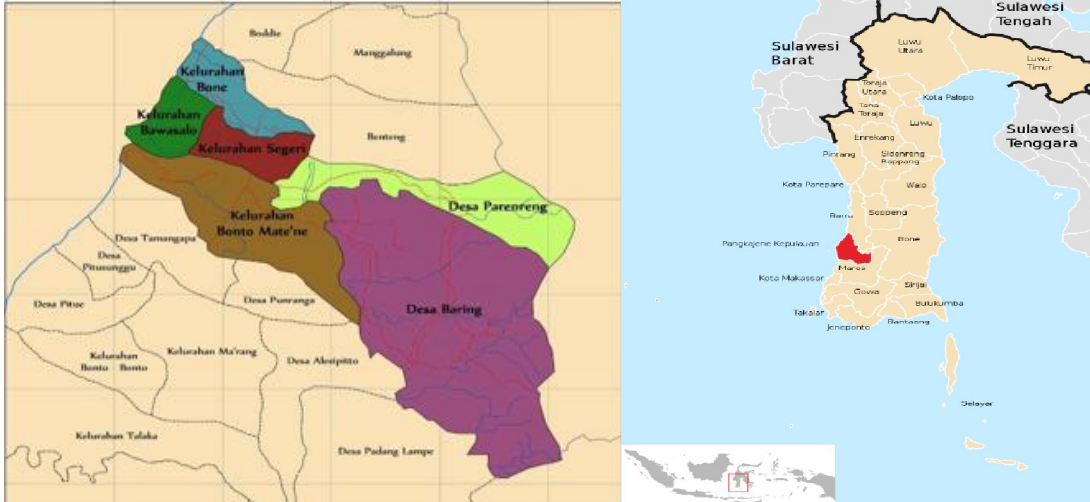 Boddie
Manggalung
Kelurahan
Bone
Kelurahan
Bawasalo
Kelurahan Segeri
Benteng
Desa Parenreng
Kelurahan
Bonto Mate'ne
Desa Tamangapa
Desa
Pitusunggu
Desa Pitue
Desa Punranga
Desa Baring
Kelurahan
Bonto - Bonto
Kelurahan Ma'rang
Desa Alesipitto
Kelurahan Talaka
Desa Padang Lampe
Sulawesi
Tengah
Sulawesi
Barat
Luwu
Utara
Luwu
Timur
Toraja
Utara
Kota Palopo
Tana
Toraja
Luwu
Sulawesi
Tenggara
Enrekang
Pinrang
Sidenreng
Rappang
Kota Parepare
Wajo
Barru
Soppeng
Pangkajene Kepulauan
Bone
Maros
Kota Makassar
Sinjai
Gowa
Bulukumba
Takalar
Jeneponto
Bantaeng
Selayar